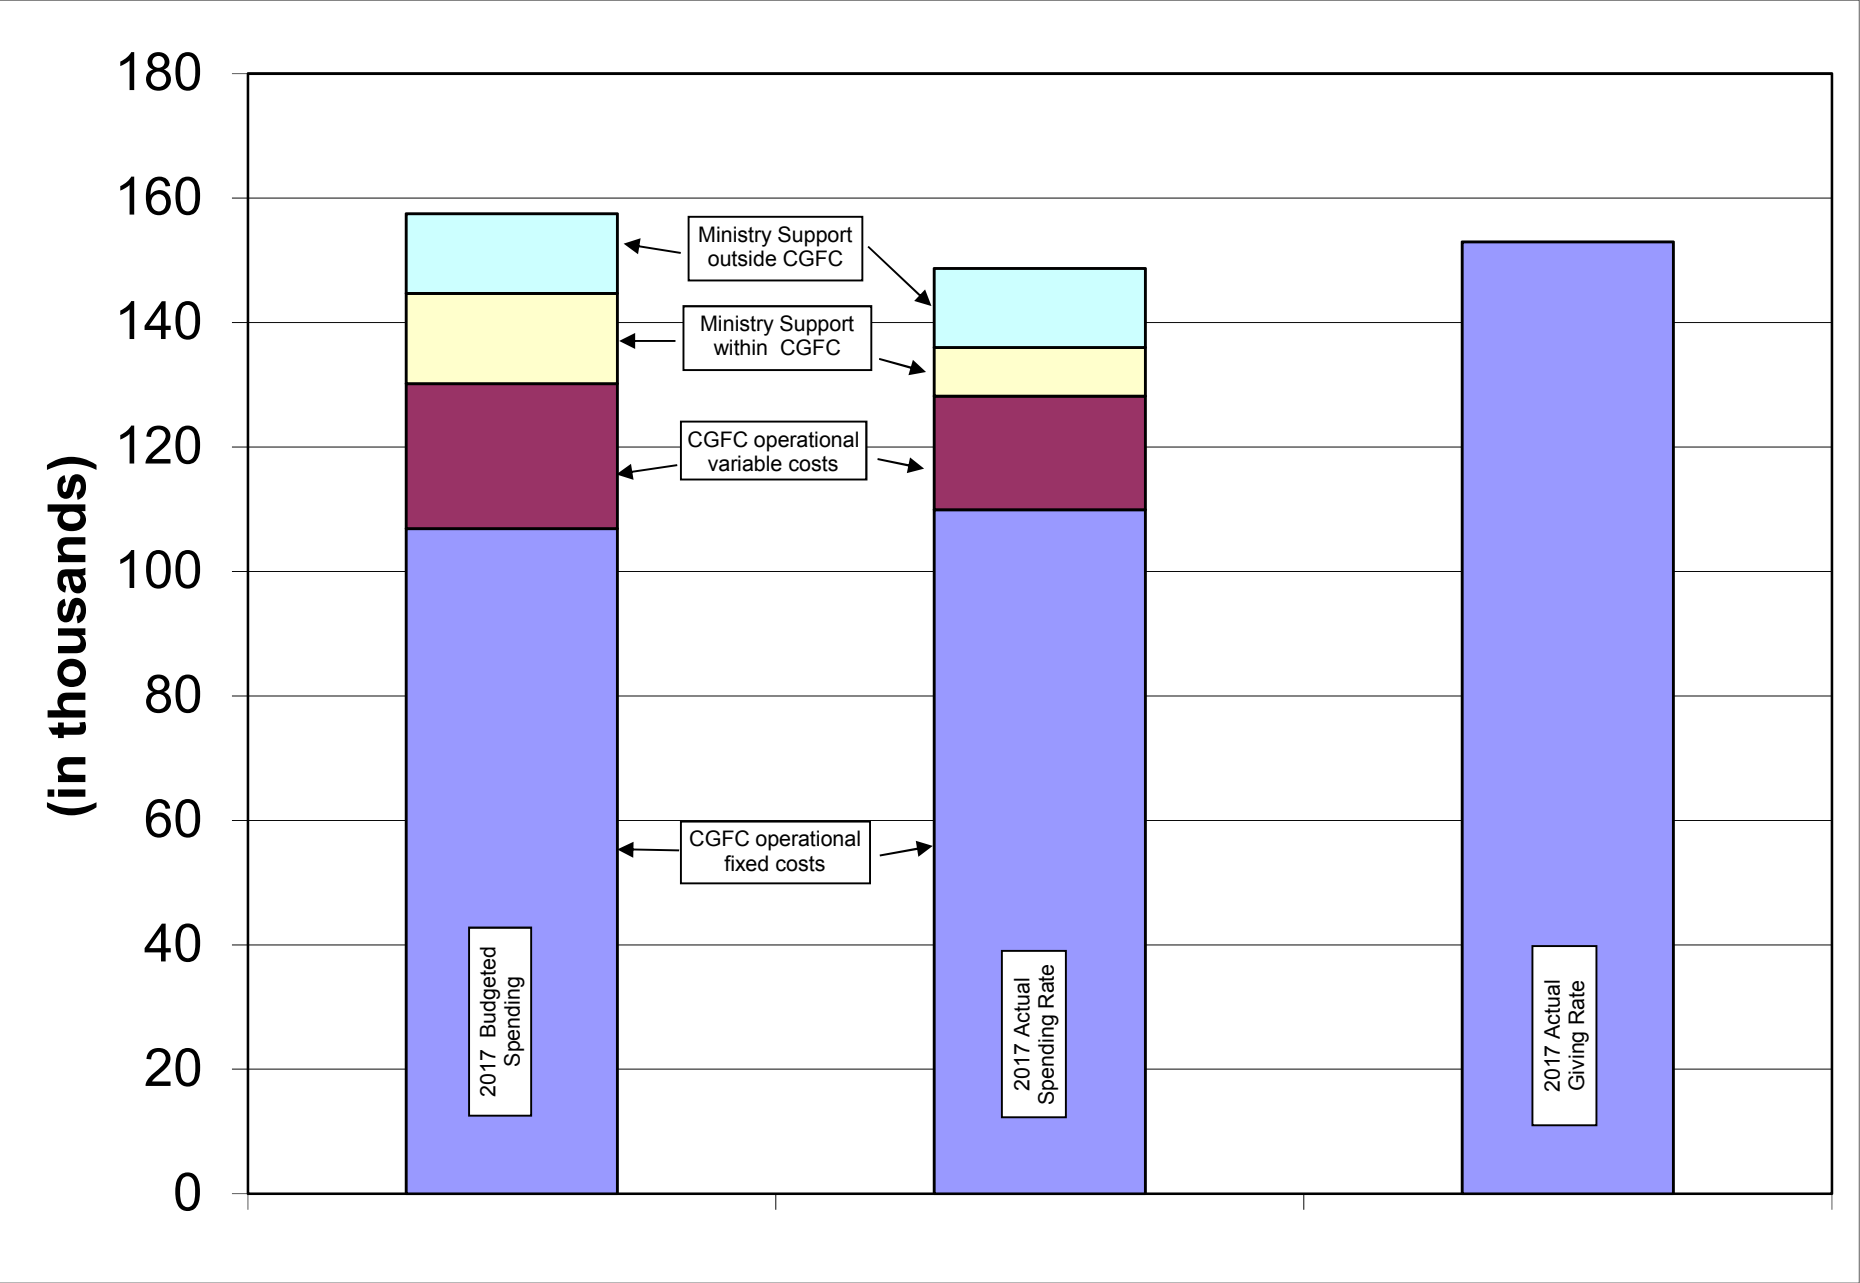 (in thousands)
180
160
140
120
100
80
60
40
20
0
Ministry Support
outside CGFC
Ministry Support
within  CGFC
CGFC operational
variable costs
CGFC operational
fixed costs
2017  Budgeted
Spending
2017 Actual
Spending Rate
2017 Actual
Giving Rate